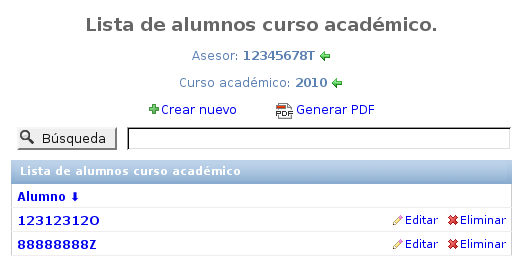 Lista de alumnos curso académico.
Asesor: 12345678T
Curso académico: 2010
Crear nuevo Generar PDF
Búsqueda
Lista de alumnos curso académico
Alumno
12312312O Editar Eliminar
88888888Z Editar Eliminar